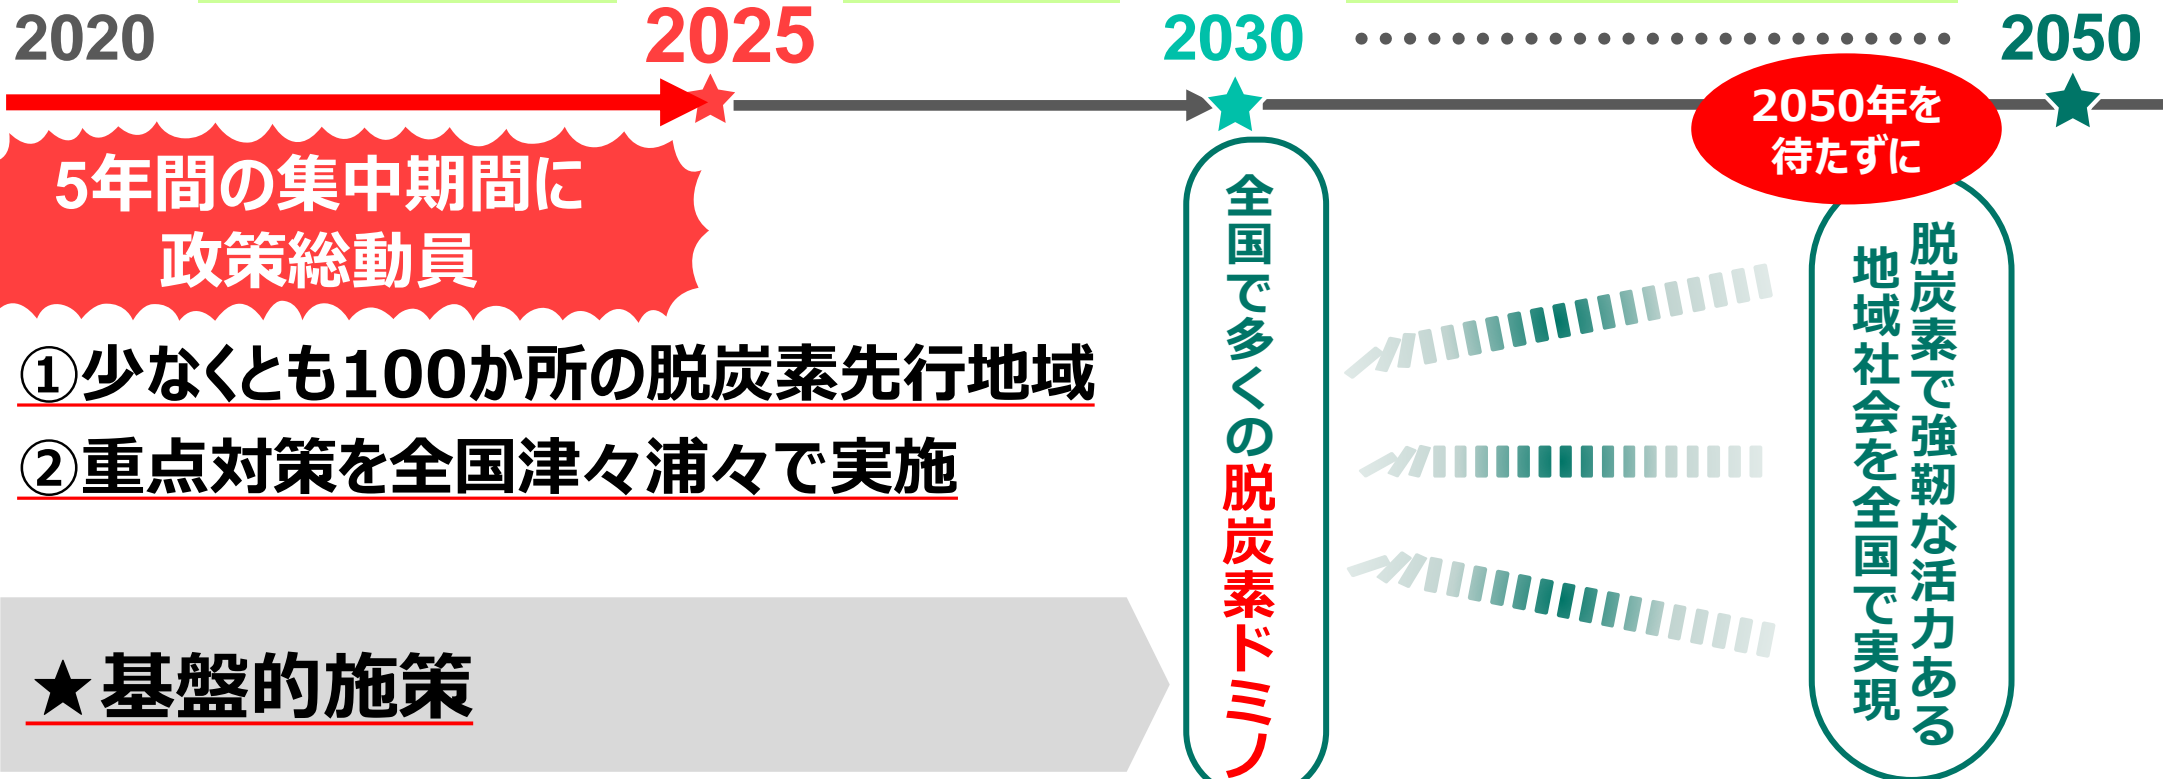 2020
2025
2030
2050
2050年を
待たずに
5年間の集中期間に
政策総動員
①少なくとも100か所の脱炭素先行地域
②重点対策を全国津々浦々で実施
★基盤的施策
全国で多くの脱炭素ドミノ
脱炭素で強靭な活力ある
地域社会を全国で実現